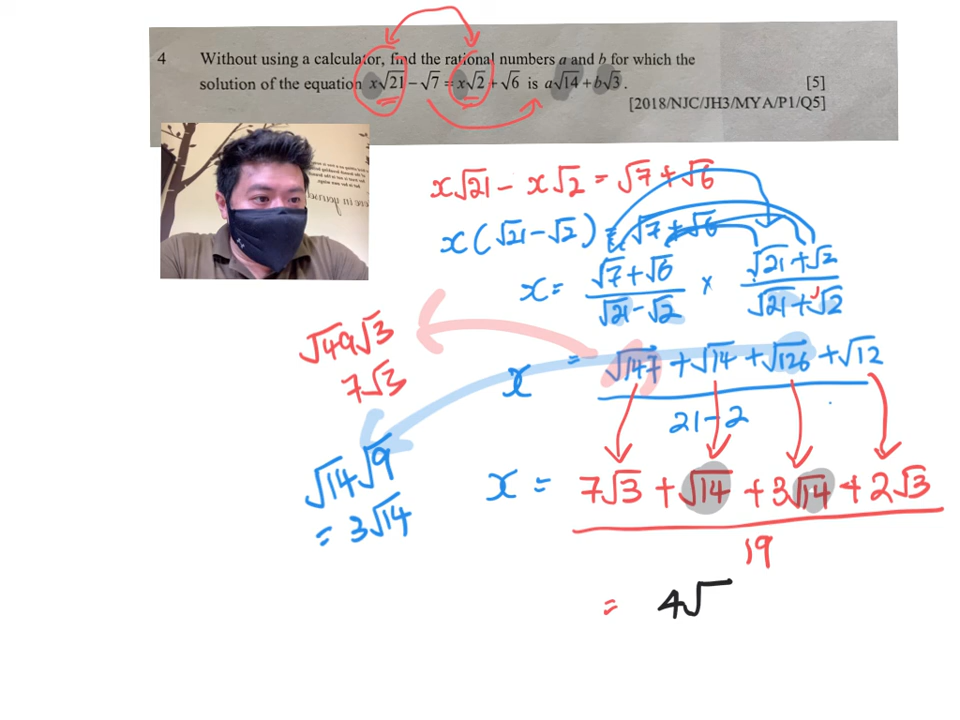 4 Without using a calculator, find the rational numbers a and b for which the
solution of the equation x√21 − √7 = x√2 + √6 is a√14 + b√3. [5]
[2018/NJC/JH3/MYA/P1/Q5]
x√21 − x√2 = √7 + √6
x(√21 − √2) = √7 + √6
x = (√7 + √6)/(√21 − √2) × (√21 + √2)/(√21 + √2)
√49√3
7√3
x = (√147 + √14 + √126 + √12)/(21 − 2)
√14√9
= 3√14
x = (7√3 + √14 + 3√14 + 2√3)/19
= 4√